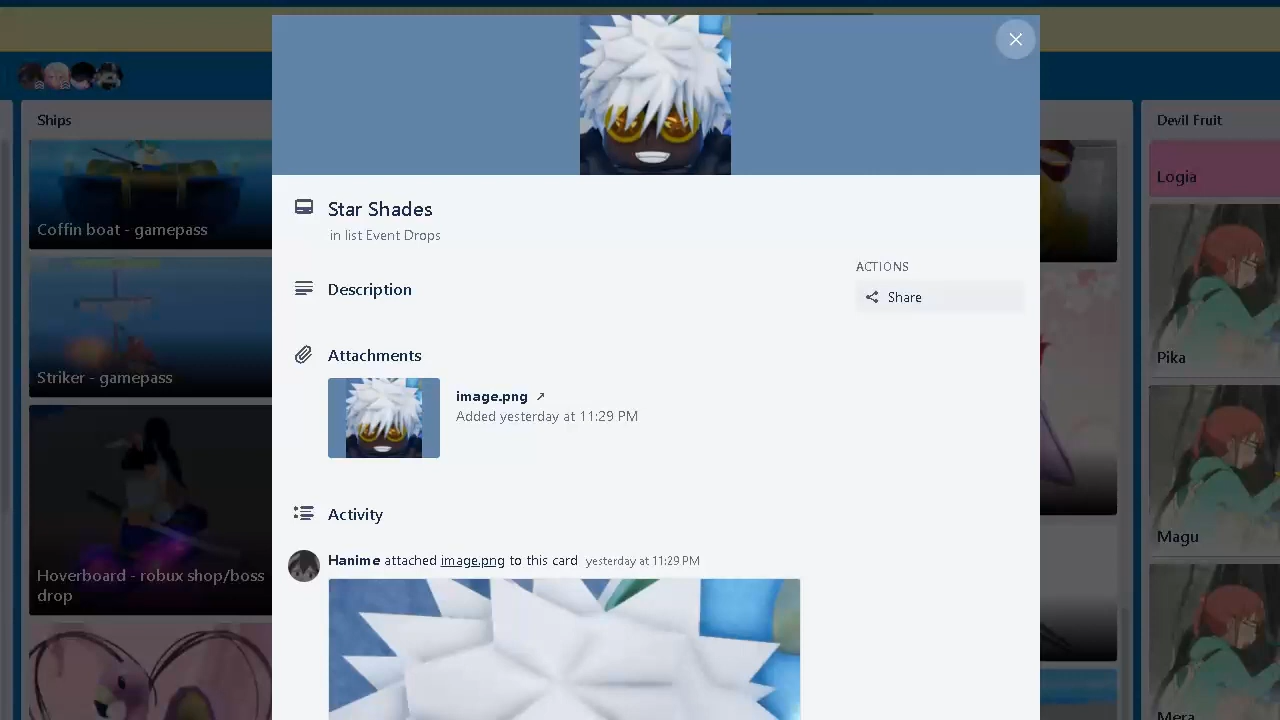 Ships
Coffin boat - gamepass
Striker - gamepass
Hoverboard - robux shop/boss
drop
Star Shades
in list Event Drops
Description
ACTIONS
Share
Attachments
image.png ↗
Added yesterday at 11:29 PM
Activity
Hanime attached image.png to this card yesterday at 11:29 PM
Devil Fruit
Logia
Pika
Magu
Mera